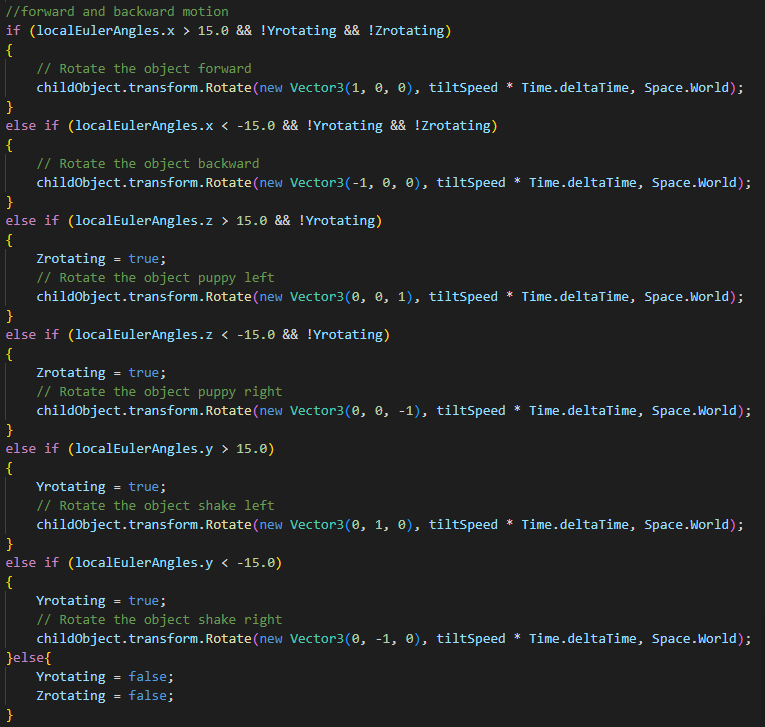 //forward and backward motion
if (localEulerAngles.x > 15.0 && !Yrotating && !Zrotating)
{
    // Rotate the object forward
    childObject.transform.Rotate(new Vector3(1, 0, 0), tiltSpeed * Time.deltaTime, Space.World);
}
else if (localEulerAngles.x < -15.0 && !Yrotating && !Zrotating)
{
    // Rotate the object backward
    childObject.transform.Rotate(new Vector3(-1, 0, 0), tiltSpeed * Time.deltaTime, Space.World);
}
else if (localEulerAngles.z > 15.0 && !Yrotating)
{
    Zrotating = true;
    // Rotate the object puppy left
    childObject.transform.Rotate(new Vector3(0, 0, 1), tiltSpeed * Time.deltaTime, Space.World);
}
else if (localEulerAngles.z < -15.0 && !Yrotating)
{
    Zrotating = true;
    // Rotate the object puppy right
    childObject.transform.Rotate(new Vector3(0, 0, -1), tiltSpeed * Time.deltaTime, Space.World);
}
else if (localEulerAngles.y > 15.0)
{
    Yrotating = true;
    // Rotate the object shake left
    childObject.transform.Rotate(new Vector3(0, 1, 0), tiltSpeed * Time.deltaTime, Space.World);
}
else if (localEulerAngles.y < -15.0)
{
    Yrotating = true;
    // Rotate the object shake right
    childObject.transform.Rotate(new Vector3(0, -1, 0), tiltSpeed * Time.deltaTime, Space.World);
}else{
    Yrotating = false;
    Zrotating = false;
}